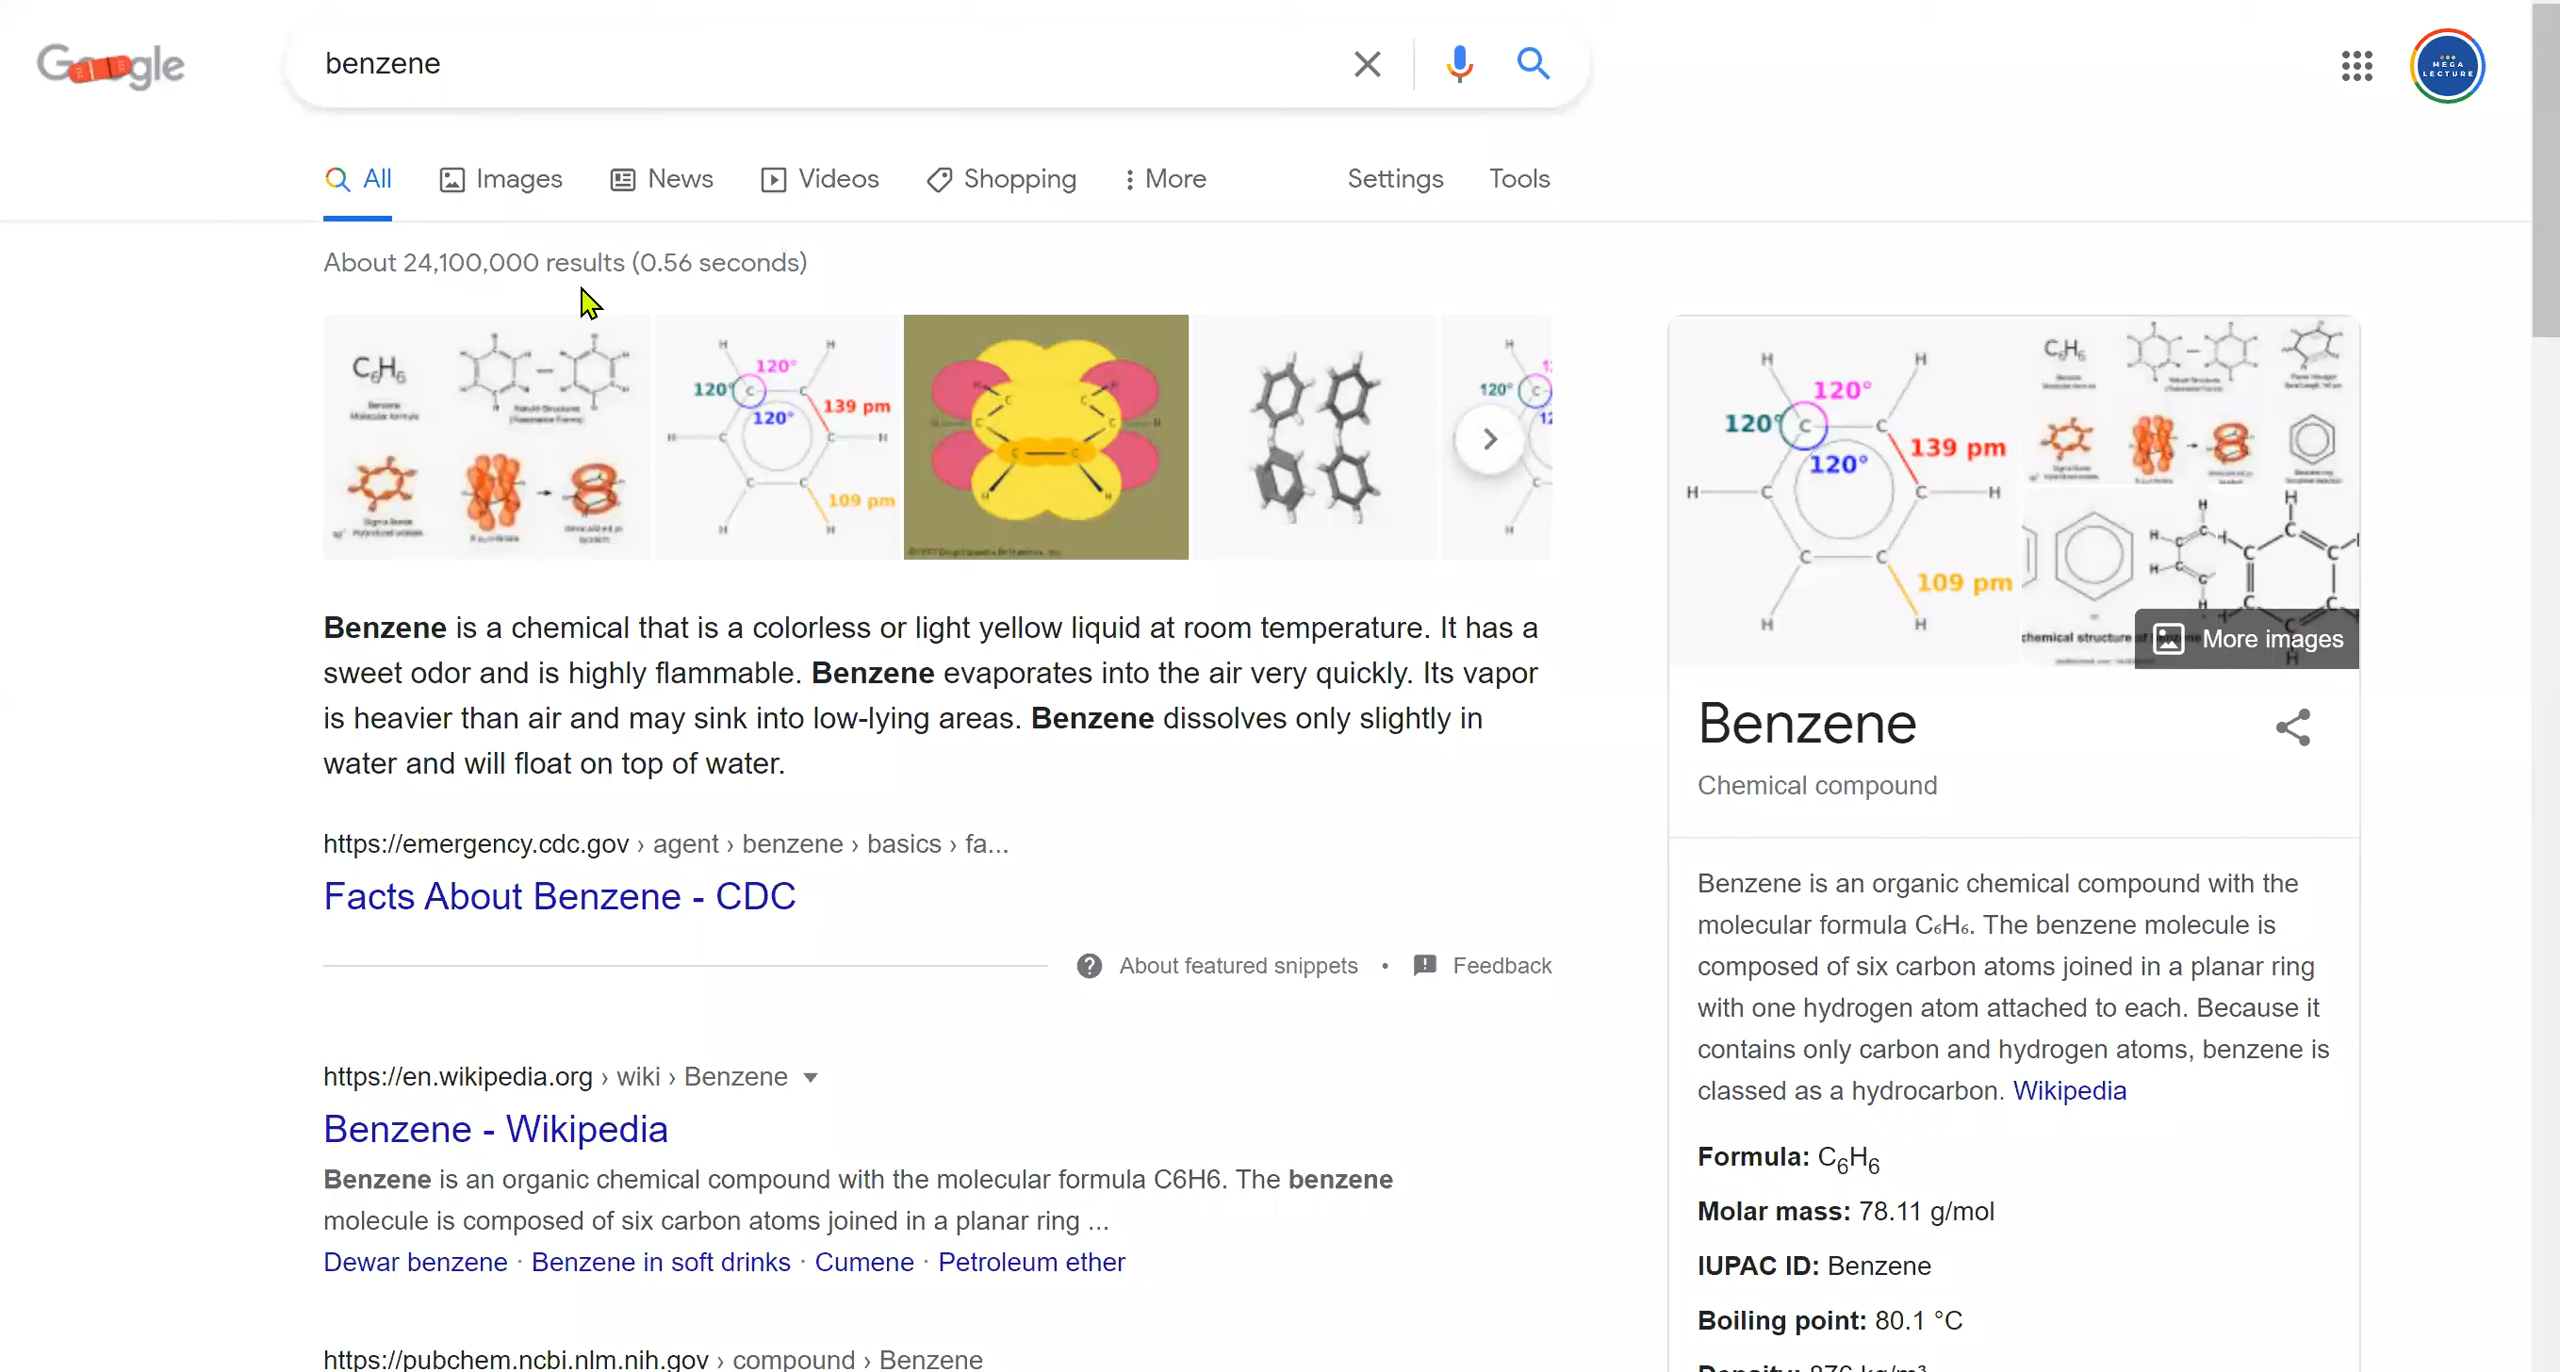 Google
benzene
MEGA
LECTURE
All
Images
News
Videos
Shopping
More
Settings
Tools
About 24,100,000 results (0.56 seconds)
C6H6
120°
120°
120°
139 pm
109 pm
120°
120°
120°
120°
139 pm
109 pm
C6H6
chemical structure
More images
Benzene is a chemical that is a colorless or light yellow liquid at room temperature. It has a
sweet odor and is highly flammable. Benzene evaporates into the air very quickly. Its vapor
is heavier than air and may sink into low-lying areas. Benzene dissolves only slightly in
water and will float on top of water.
https://emergency.cdc.gov › agent › benzene › basics › fa...
Facts About Benzene - CDC
About featured snippets • Feedback
https://en.wikipedia.org › wiki › Benzene
Benzene - Wikipedia
Benzene is an organic chemical compound with the molecular formula C6H6. The benzene
molecule is composed of six carbon atoms joined in a planar ring ...
Dewar benzene · Benzene in soft drinks · Cumene · Petroleum ether
https://pubchem.ncbi.nlm.nih.gov › compound › Benzene
Benzene
Chemical compound
Benzene is an organic chemical compound with the
molecular formula C₆H₆. The benzene molecule is
composed of six carbon atoms joined in a planar ring
with one hydrogen atom attached to each. Because it
contains only carbon and hydrogen atoms, benzene is
classed as a hydrocarbon. Wikipedia
Formula: C6H6
Molar mass: 78.11 g/mol
IUPAC ID: Benzene
Boiling point: 80.1 °C
Density: 876 kg/m³